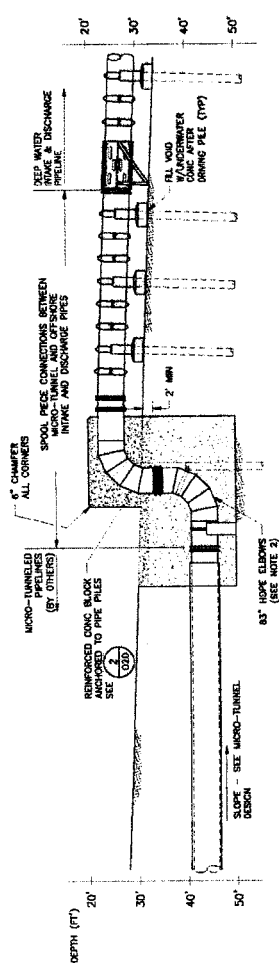 DEPTH (FT')
20'
30'
40'
50'
MICRO-TUNNELED
PIPELINES
(BY OTHERS)
6" CHAMFER
ALL CORNERS
SPOOL PIECE CONNECTIONS BETWEEN
MICRO-TUNNEL AND OFFSHORE
INTAKE AND DISCHARGE PIPES
DEEP WATER
INTAKE & DISCHARGE
PIPELINE
REINFORCED CONC BLOCK
ANCHORED TO PIPE PILES
SEE
2
020
2' MIN
FILL VOID
W/UNDERWATER
CONC AFTER
DRIVING PILE (TYP)
SLOPE - SEE MICRO-TUNNEL
DESIGN
83° HDPE ELBOWS
(SEE NOTE 2)
20'
30'
40'
50'